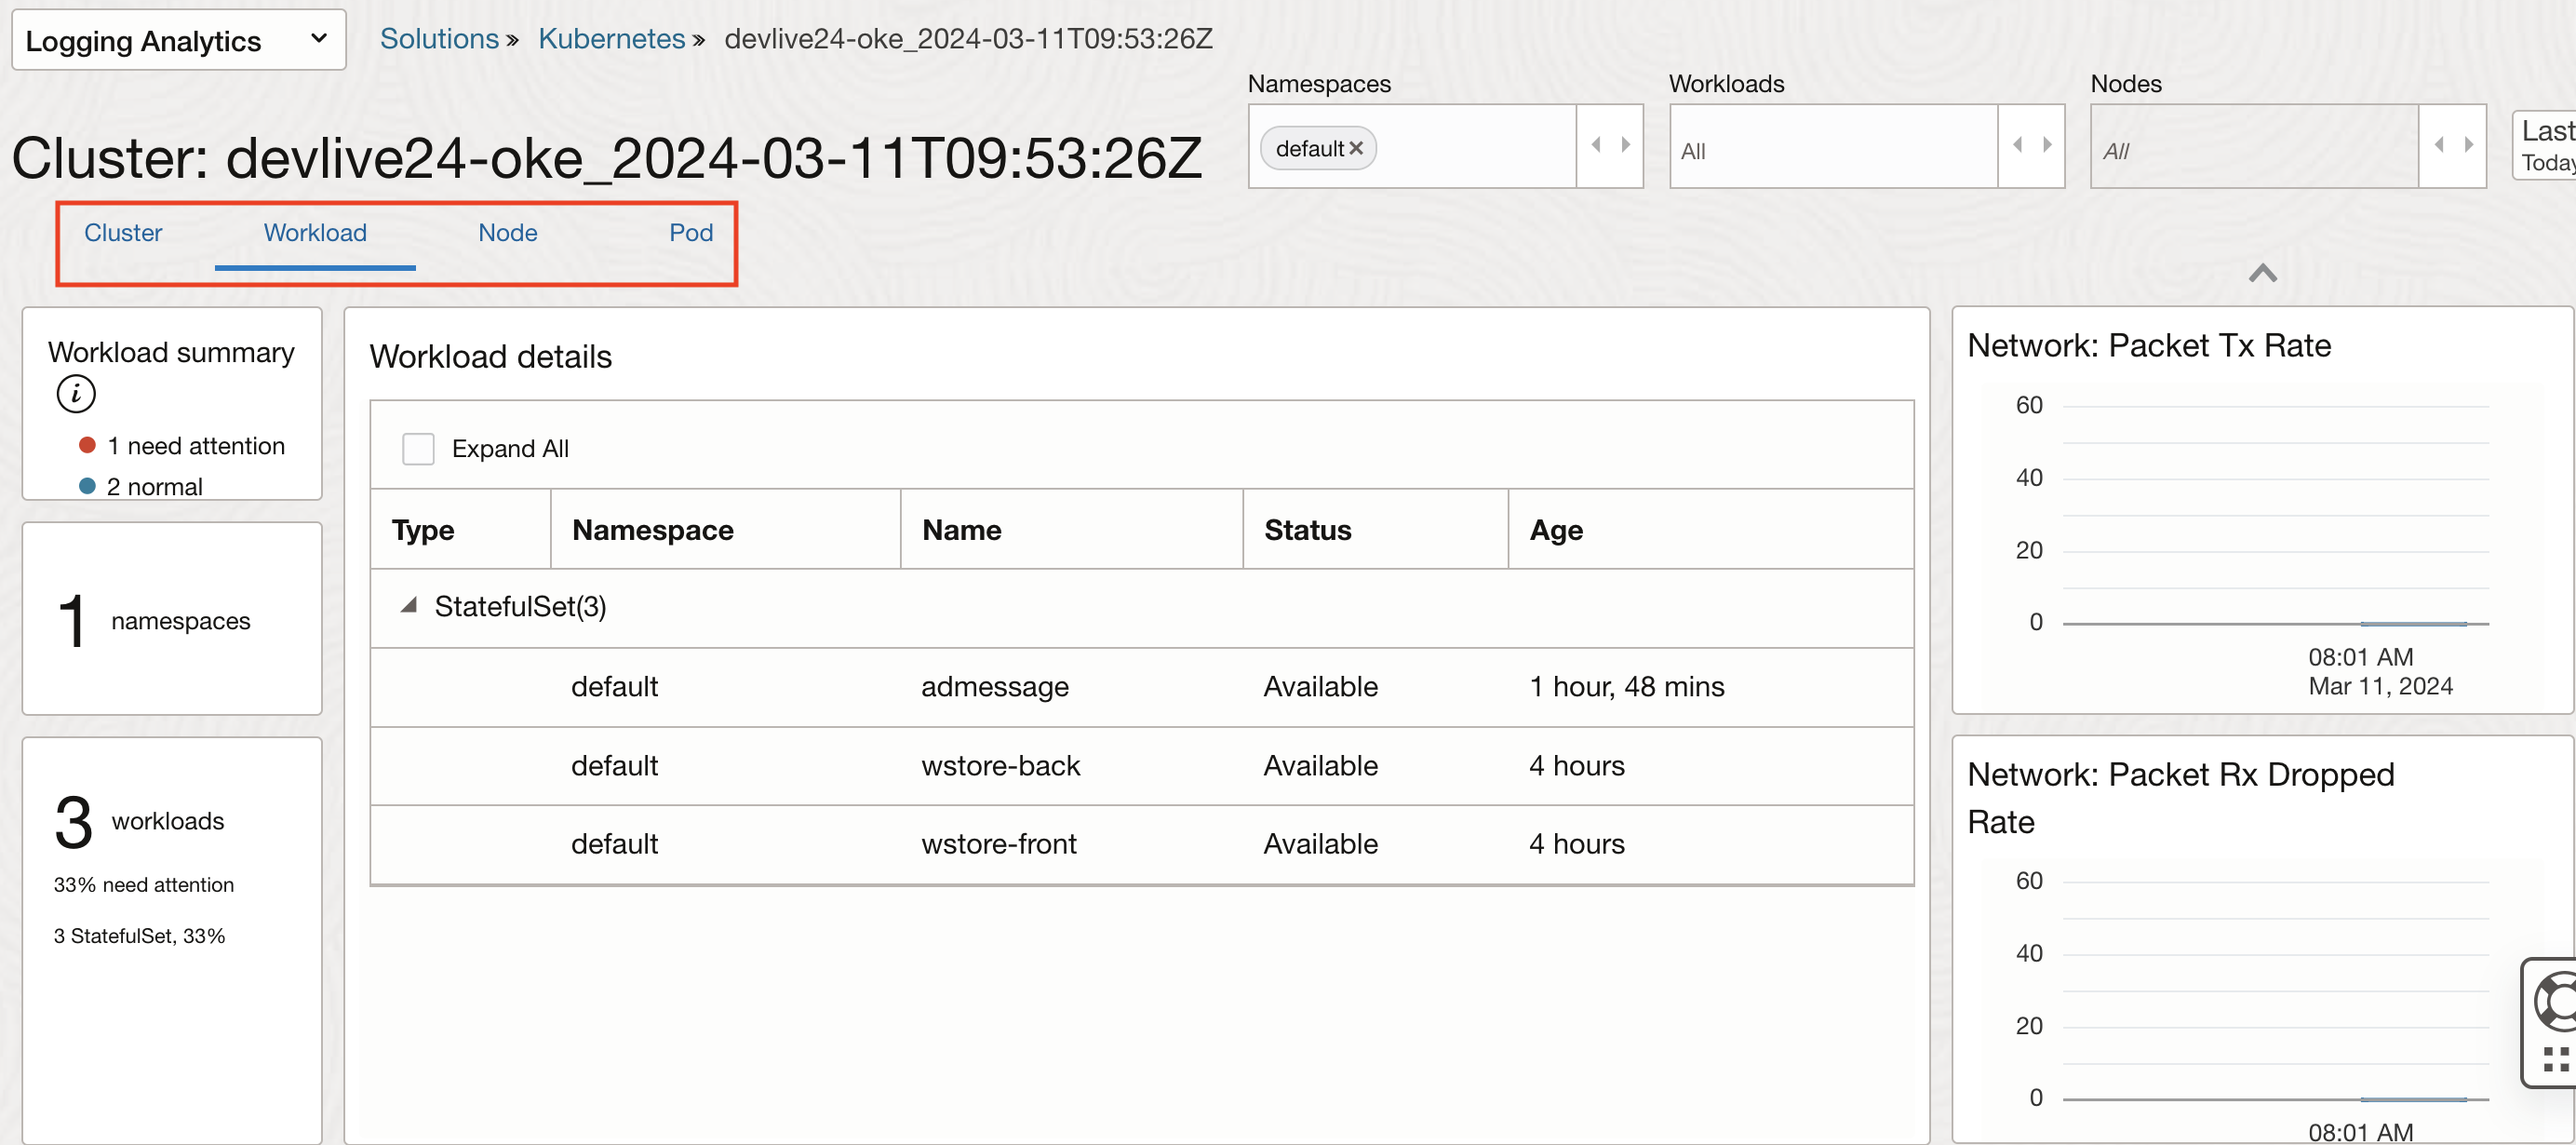 Logging Analytics
Solutions » Kubernetes » devlive24-oke_2024-03-11T09:53:26Z
Namespaces
Workloads
Nodes
default×
All
All
Last
Today
Cluster: devlive24-oke_2024-03-11T09:53:26Z
Cluster
Workload
Node
Pod
Workload summary
i
1 need attention
2 normal
1 namespaces
3 workloads
33% need attention
3 StatefulSet, 33%
Workload details
Expand All
Type Namespace Name Status Age
StatefulSet(3)
default admessage Available 1 hour, 48 mins
default wstore-back Available 4 hours
default wstore-front Available 4 hours
Network: Packet Tx Rate
60
40
20
0
08:01 AM
Mar 11, 2024
Network: Packet Rx Dropped
Rate
60
40
20
0
08:01 AM